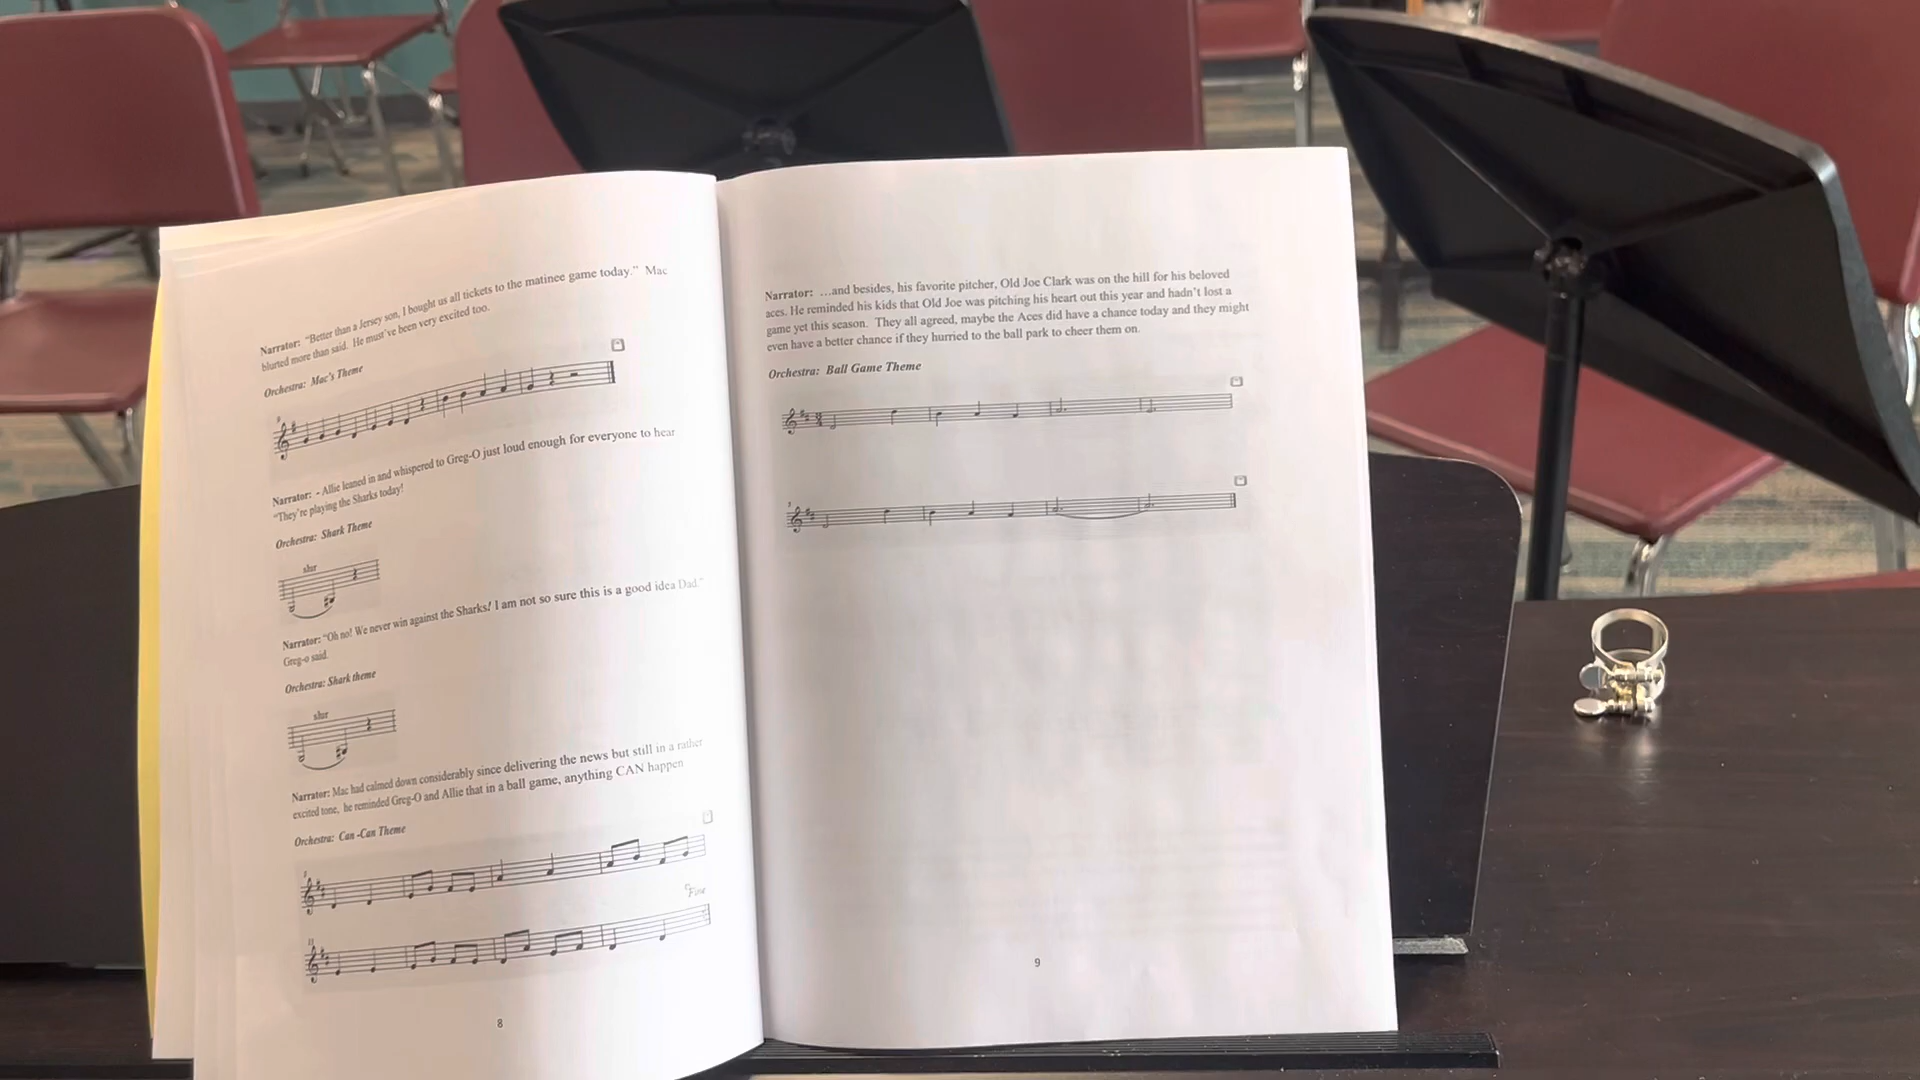 Narrator: "Better than a Jersey son, I bought us all tickets to the matinee game today." Mac
blurted more than said. He must've been very excited too.
Orchestra: Mac's Theme
9
Narrator: - Allie leaned in and whispered to Greg-O just loud enough for everyone to hear
"They're playing the Sharks today!
Orchestra: Shark Theme
slur
Narrator: "Oh no! We never win against the Sharks! I am not so sure this is a good idea Dad."
Greg-o said.
Orchestra: Shark theme
slur
Narrator: Mac had calmed down considerably since delivering the news but still in a rather
excited tone, he reminded Greg-O and Allie that in a ball game, anything CAN happen
Orchestra: Can -Can Theme
Fine
8
Narrator: …and besides, his favorite pitcher, Old Joe Clark was on the hill for his beloved
aces. He reminded his kids that Old Joe was pitching his heart out this year and hadn't lost a
game yet this season. They all agreed, maybe the Aces did have a chance today and they might
even have a better chance if they hurried to the ball park to cheer them on.
Orchestra: Ball Game Theme
9